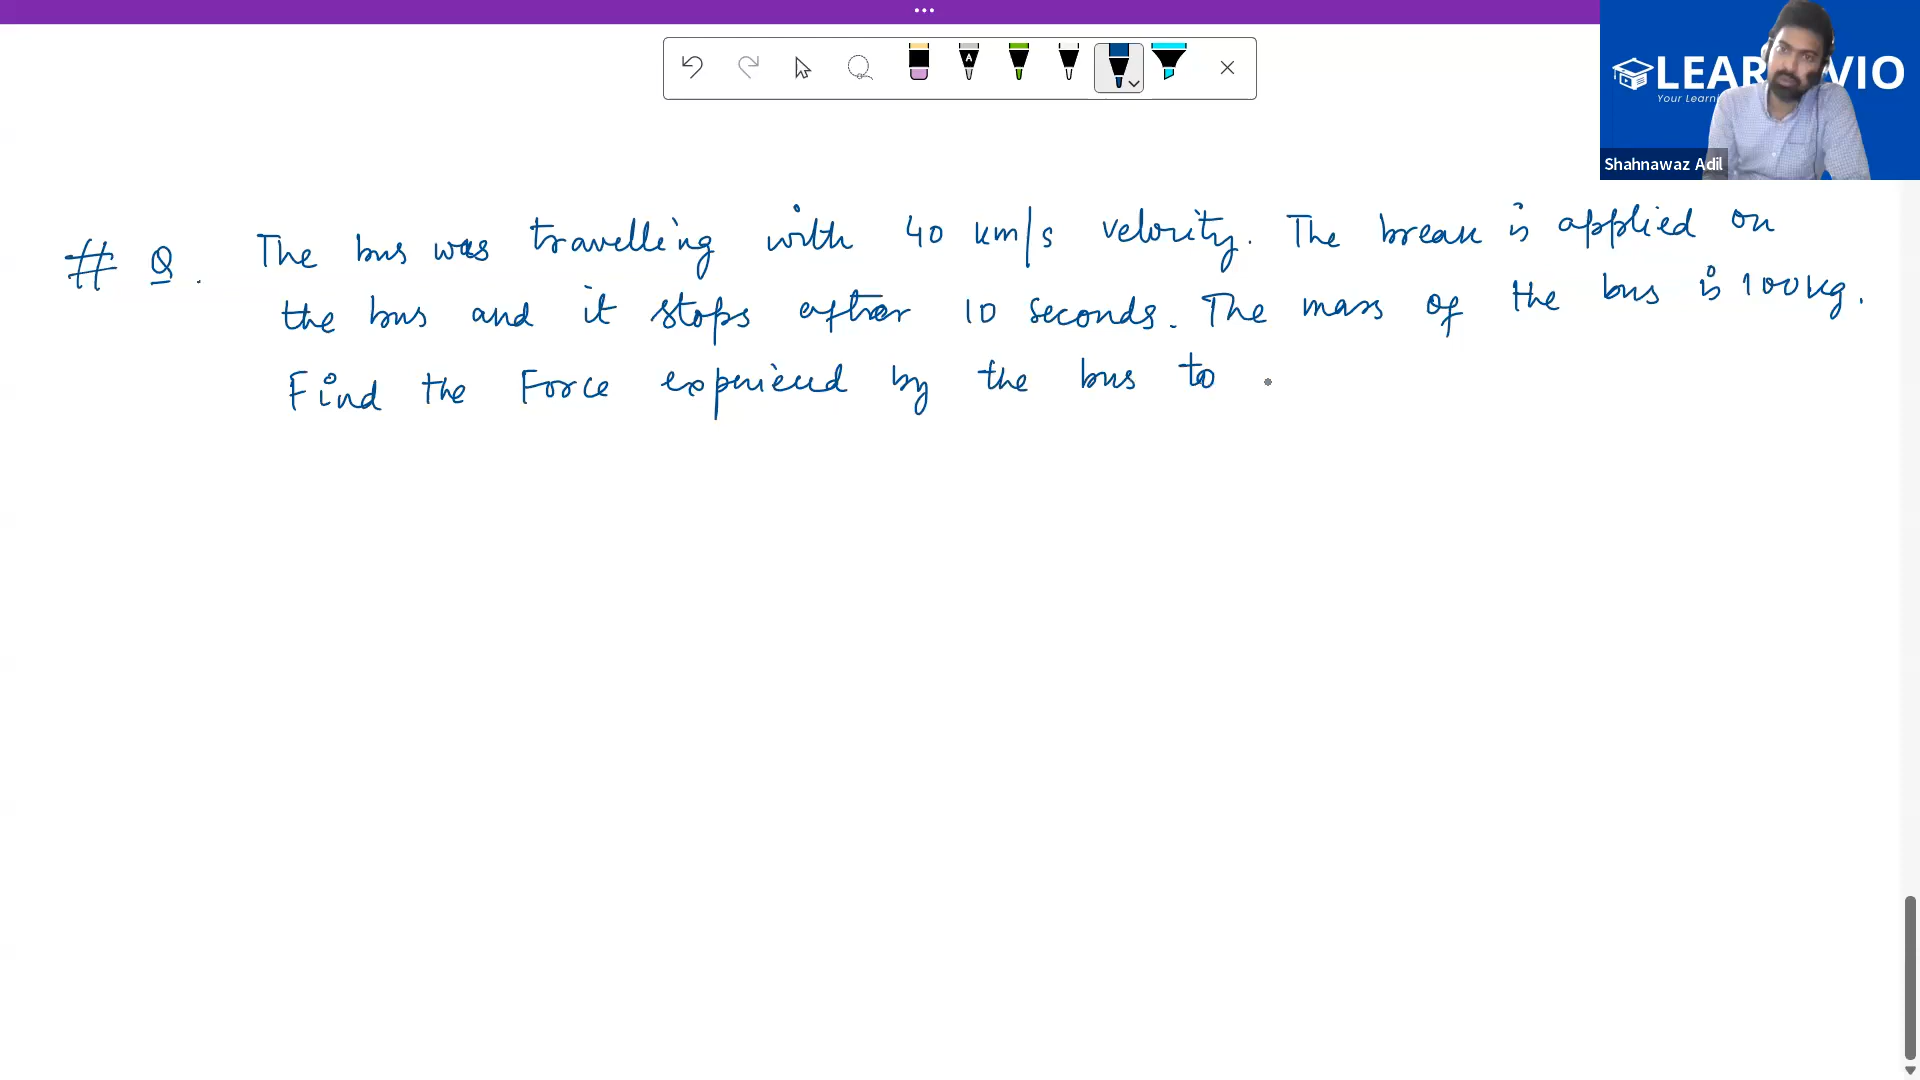 LEAR VIO
Your Learni
Shahnawaz Adil
# Q. The bus was travelling with 40 km/s velocity. The break is applied on
the bus and it stops after 10 seconds. The mass of the bus is 100kg.
Find the Force experiened by the bus to